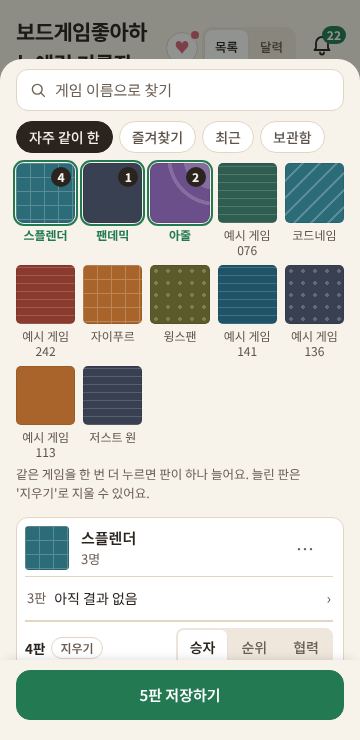 보드게임좋아하
목록
달력
22
게임 이름으로 찾기
자주 같이 한
즐겨찾기
최근
보관함
4
1
2
스플렌더
팬데믹
아줄
예시 게임
076
코드네임
예시 게임
242
자이푸르
윙스팬
예시 게임
141
예시 게임
136
예시 게임
113
저스트 원
같은 게임을 한 번 더 누르면 판이 하나 늘어요. 늘린 판은
'지우기'로 지울 수 있어요.
스플렌더
3명
...
3판 아직 결과 없음 ›
4판 지우기
승자
순위
협력
5판 저장하기